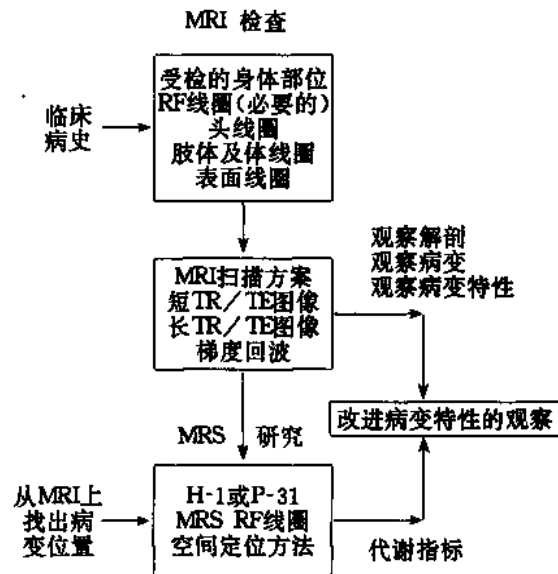 MRI 检查
受检的身体部位
RF线圈(必要的)
头线圈
肢体及体线圈
表面线圈
临床
病史
观察解剖
观察病变
观察病变特性
MRI扫描方案
短TR/TE图像
长TR/TE图像
梯度回波
改进病变特性的观察
MRS 研究
从MRI上
找出病
变位置
H-1或P-31
MRS RF线圈
空间定位方法
代谢指标